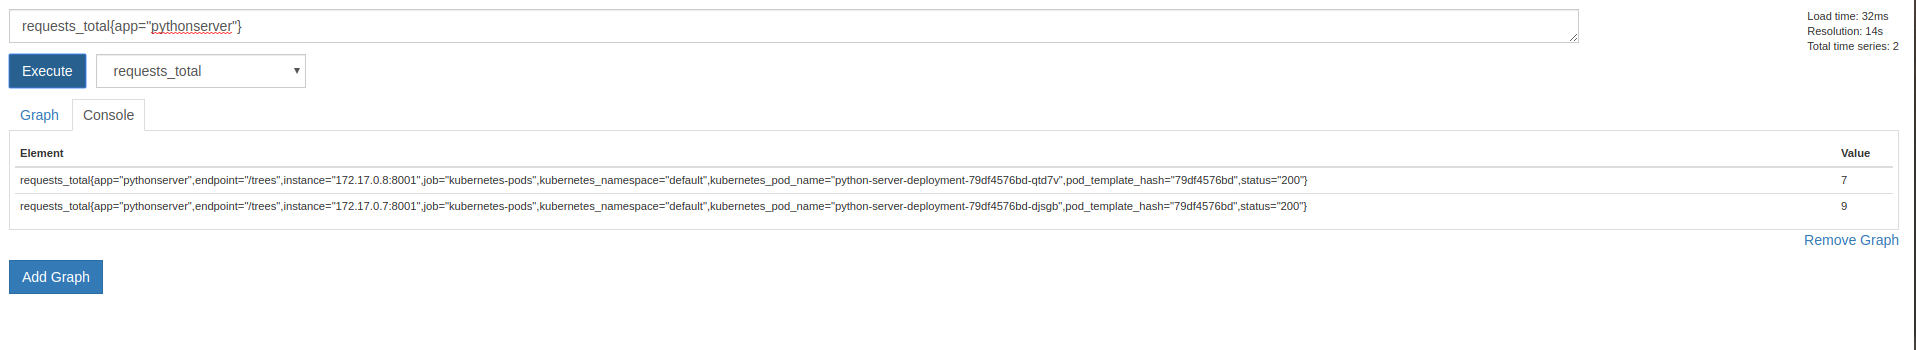 requests_total{app="pythonserver"}
Load time: 32ms
Resolution: 14s
Total time series: 2
Execute
requests_total
Graph
Console
Element
Value
requests_total{app="pythonserver",endpoint="/trees",instance="172.17.0.8:8001",job="kubernetes-pods",kubernetes_namespace="default",kubernetes_pod_name="python-server-deployment-79df4576bd-qtd7v",pod_template_hash="79df4576bd",status="200"}
7
requests_total{app="pythonserver",endpoint="/trees",instance="172.17.0.7:8001",job="kubernetes-pods",kubernetes_namespace="default",kubernetes_pod_name="python-server-deployment-79df4576bd-djsgb",pod_template_hash="79df4576bd",status="200"}
9
Remove Graph
Add Graph